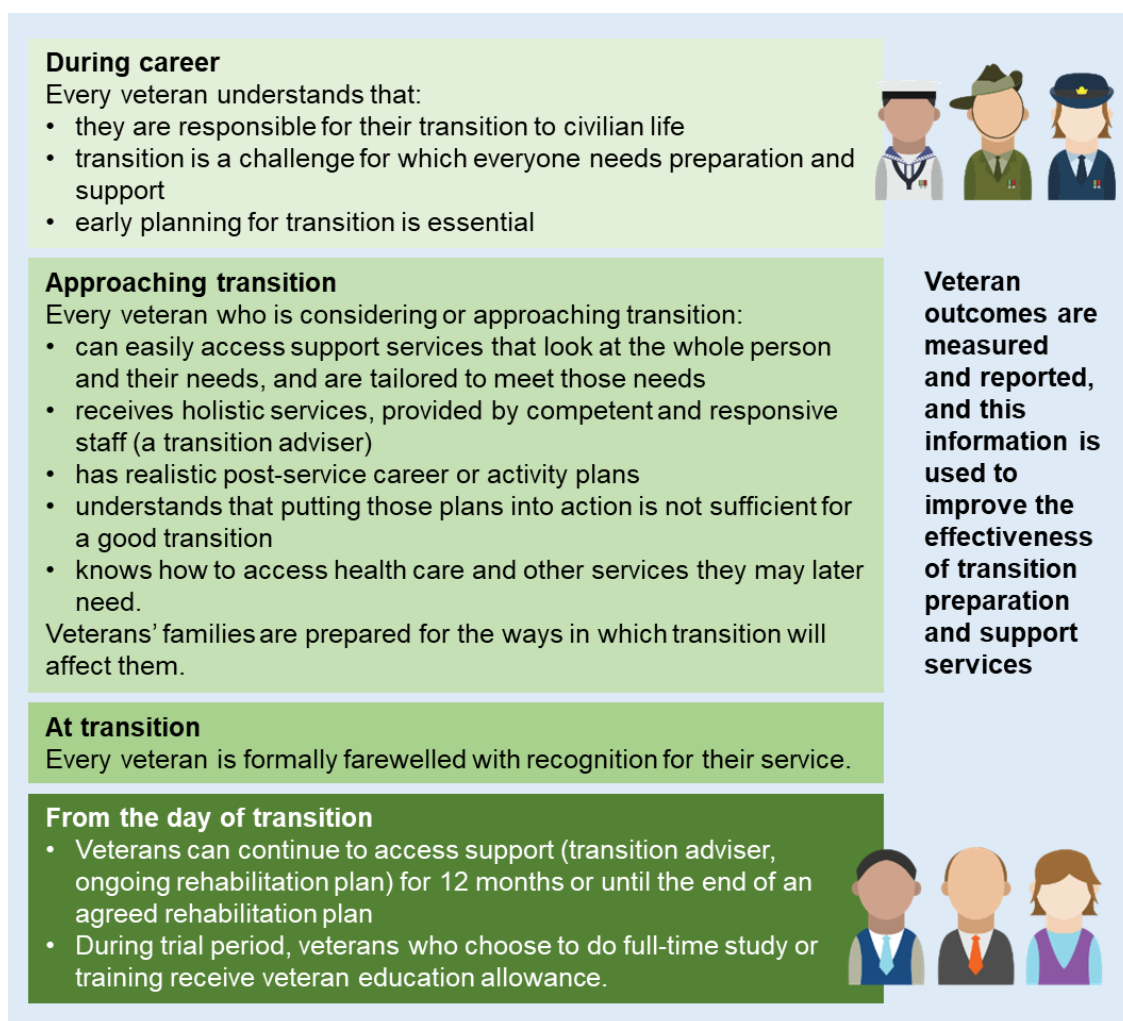 During career
Every veteran understands that:
• they are responsible for their transition to civilian life
• transition is a challenge for which everyone needs preparation and
support
• early planning for transition is essential
Approaching transition
Every veteran who is considering or approaching transition:
• can easily access support services that look at the whole person
and their needs, and are tailored to meet those needs
• receives holistic services, provided by competent and responsive
staff (a transition adviser)
• has realistic post-service career or activity plans
• understands that putting those plans into action is not sufficient for
a good transition
• knows how to access health care and other services they may later
need.
Veterans’ families are prepared for the ways in which transition will
affect them.
At transition
Every veteran is formally farewelled with recognition for their service.
From the day of transition
• Veterans can continue to access support (transition adviser,
ongoing rehabilitation plan) for 12 months or until the end of an
agreed rehabilitation plan
• During trial period, veterans who choose to do full-time study or
training receive veteran education allowance.
Veteran
outcomes are
measured
and reported,
and this
information is
used to
improve the
effectiveness
of transition
preparation
and support
services